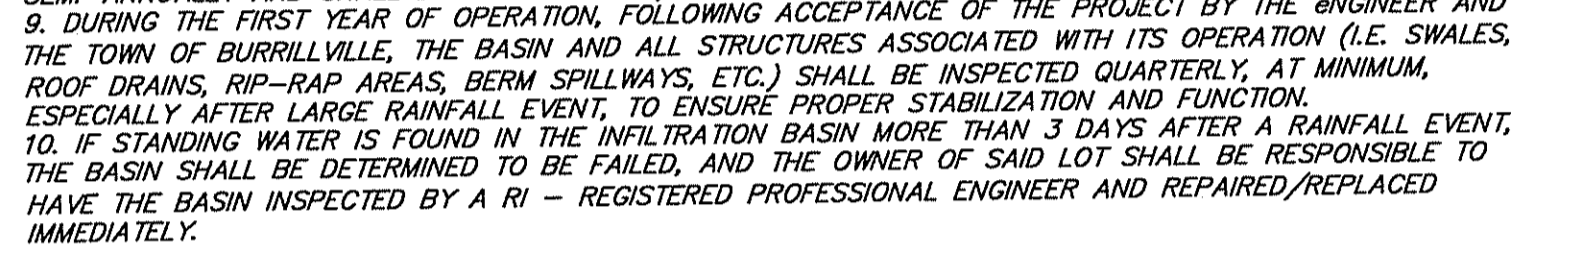 9. DURING THE FIRST YEAR OF OPERATION, FOLLOWING ACCEPTANCE OF THE PROJECT BY THE eNGINEER AND
THE TOWN OF BURRILLVILLE, THE BASIN AND ALL STRUCTURES ASSOCIATED WITH ITS OPERATION (I.E. SWALES,
ROOF DRAINS, RIP-RAP AREAS, BERM SPILLWAYS, ETC.) SHALL BE INSPECTED QUARTERLY, AT MINIMUM,
ESPECIALLY AFTER LARGE RAINFALL EVENT, TO ENSURE PROPER STABILIZATION AND FUNCTION.
10. IF STANDING WATER IS FOUND IN THE INFILTRATION BASIN MORE THAN 3 DAYS AFTER A RAINFALL EVENT,
THE BASIN SHALL BE DETERMINED TO BE FAILED, AND THE OWNER OF SAID LOT SHALL BE RESPONSIBLE TO
HAVE THE BASIN INSPECTED BY A RI - REGISTERED PROFESSIONAL ENGINEER AND REPAIRED/REPLACED
IMMEDIATELY.